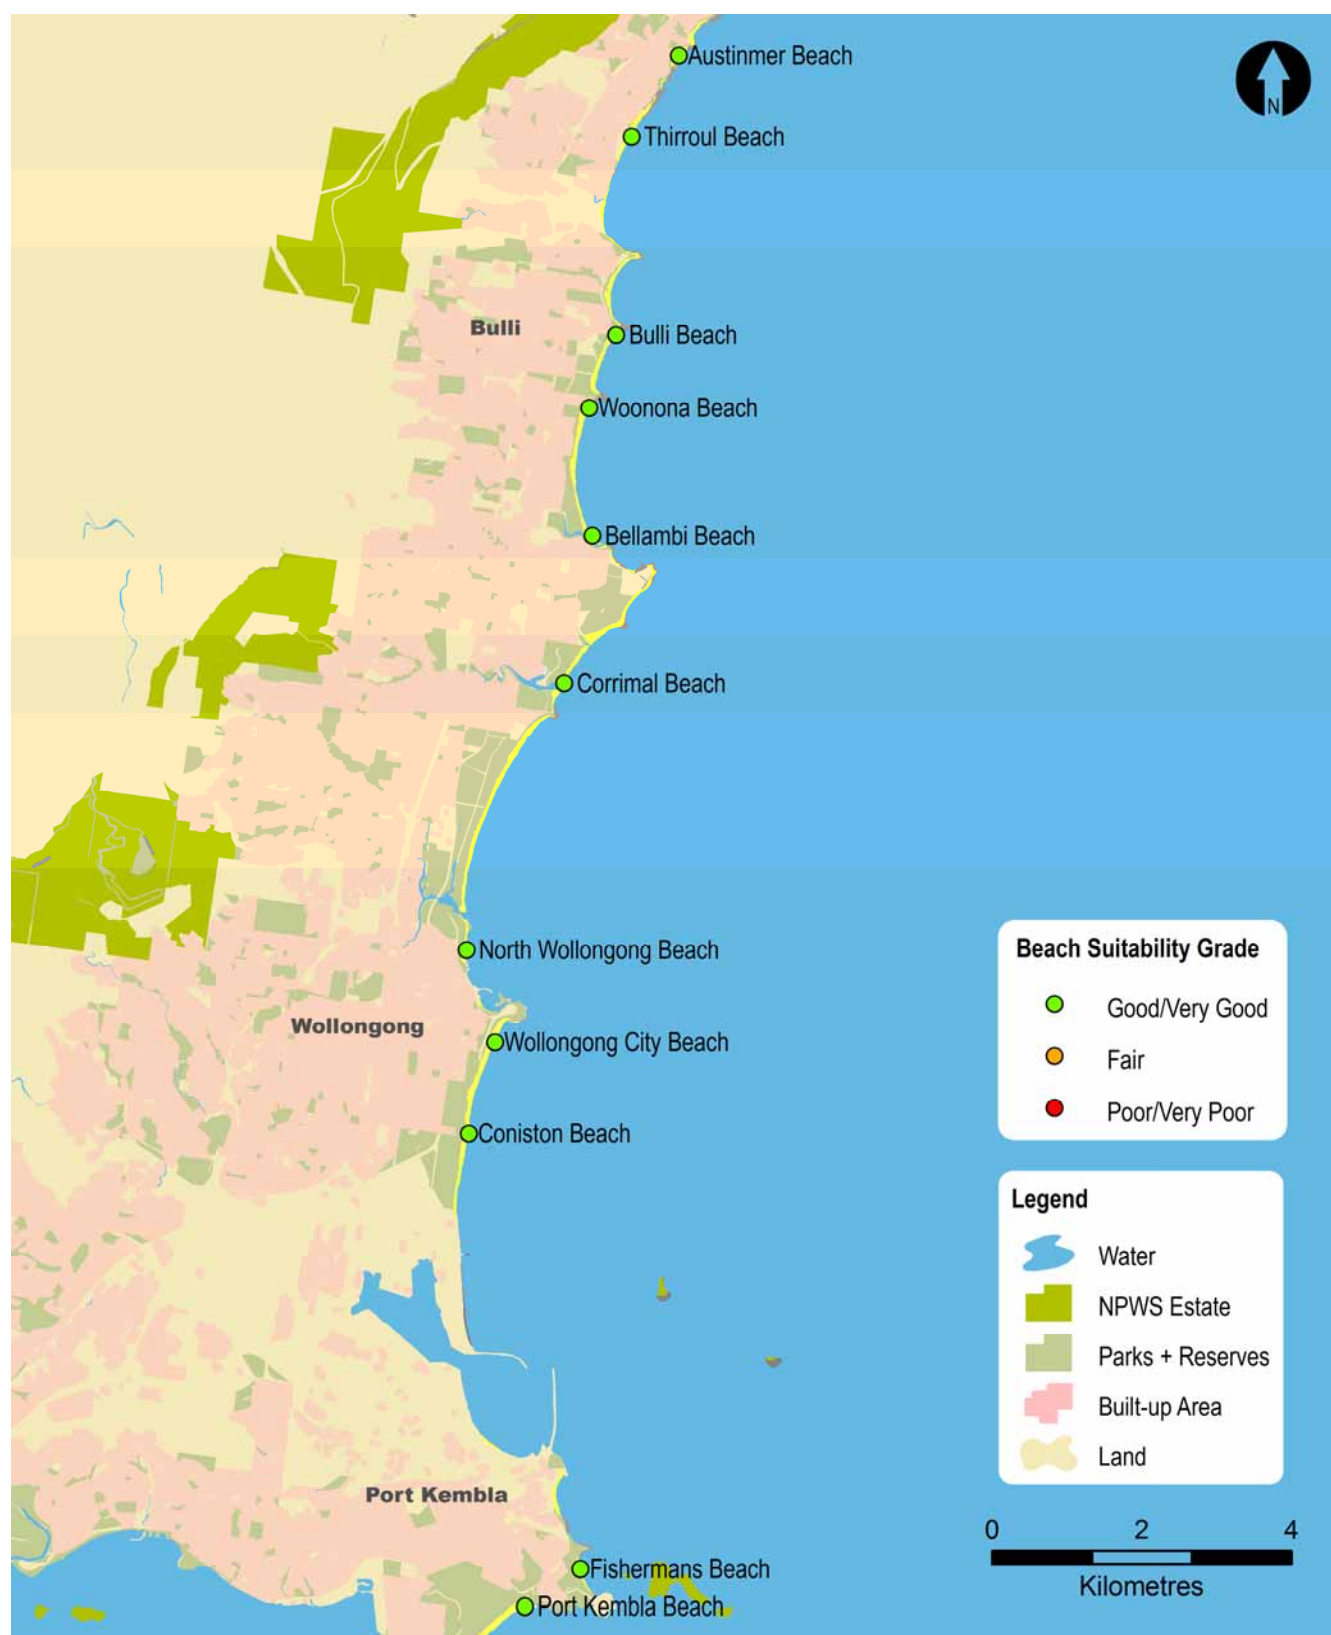 Austinmer Beach
N
Thirroul Beach
Bulli
Bulli Beach
Woonona Beach
Bellambi Beach
Corrimal Beach
North Wollongong Beach
Wollongong
Wollongong City Beach
Coniston Beach
Beach Suitability Grade
Good/Very Good
Fair
Poor/Very Poor
Legend
Water
NPWS Estate
Parks + Reserves
Built-up Area
Land
Port Kembla
Fishermans Beach
Port Kembla Beach
0 2 4
Kilometres